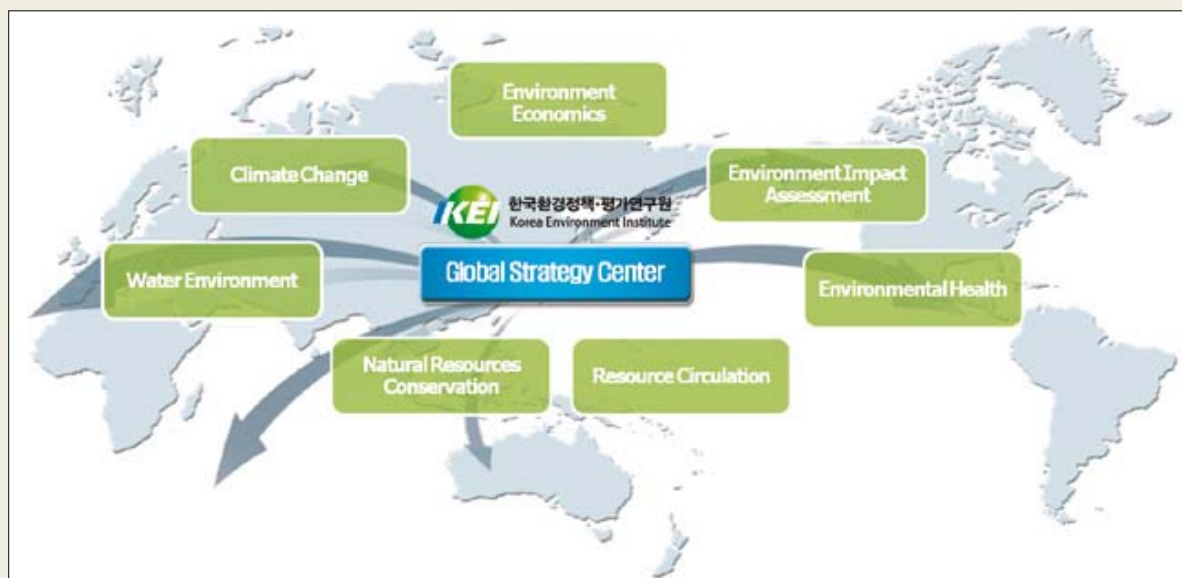 Environment
Economics
Climate Change
Environment Impact
Assessment
KEI
한국환경정책·평가연구원
Korea Environment Institute
Global Strategy Center
Water Environment
Environmental Health
Natural Resources
Conservation
Resource Circulation